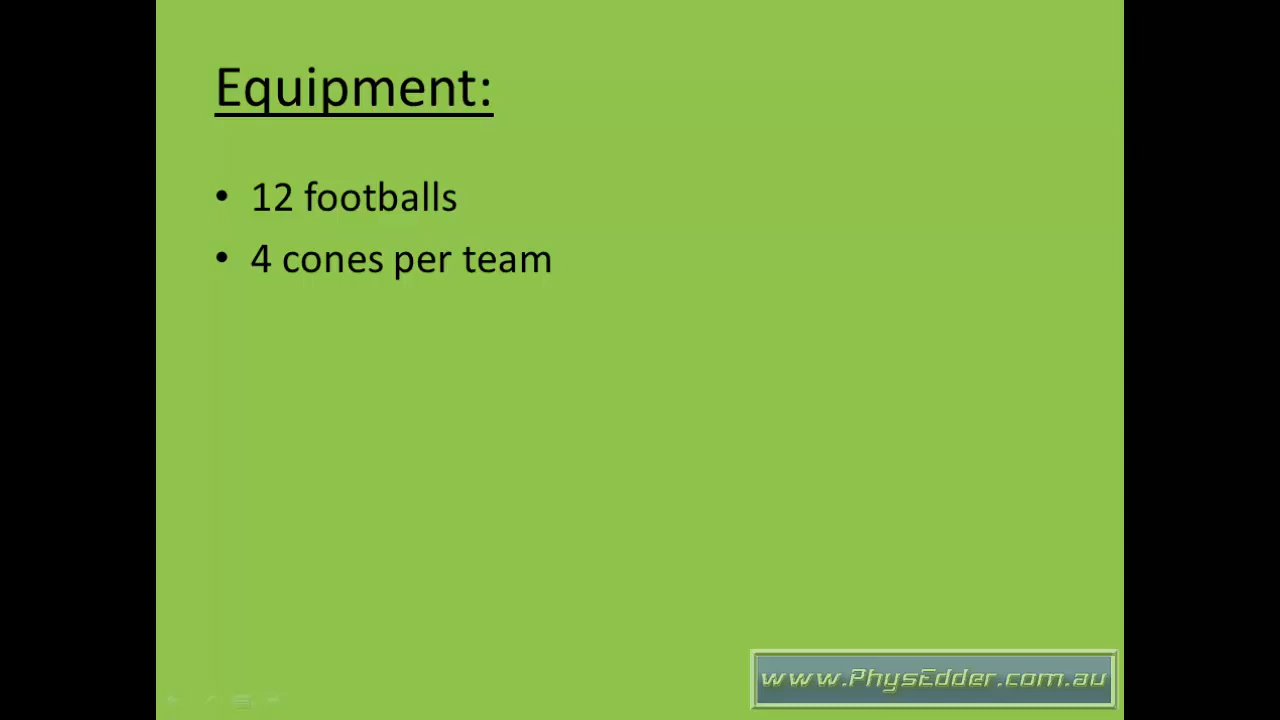 Equipment:
• 12 footballs
• 4 cones per team
www.PhysEdder.com.au